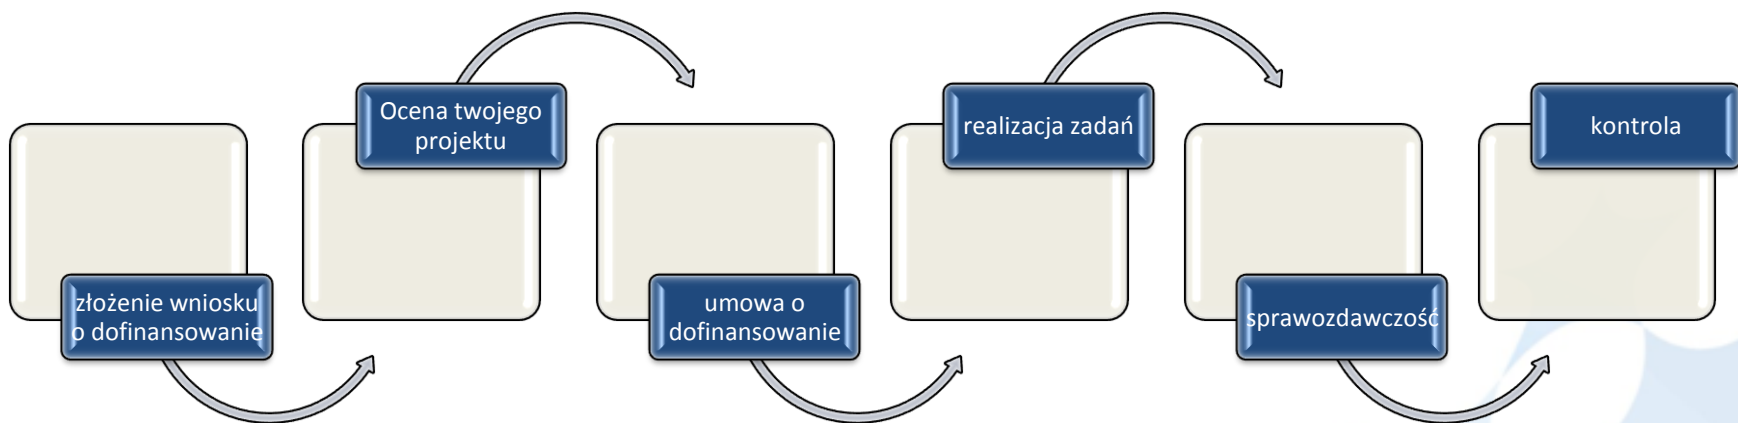 złożenie wniosku
o dofinansowanie
Ocena twojego
projektu
umowa o
dofinansowanie
realizacja zadań
sprawozdawczość
kontrola